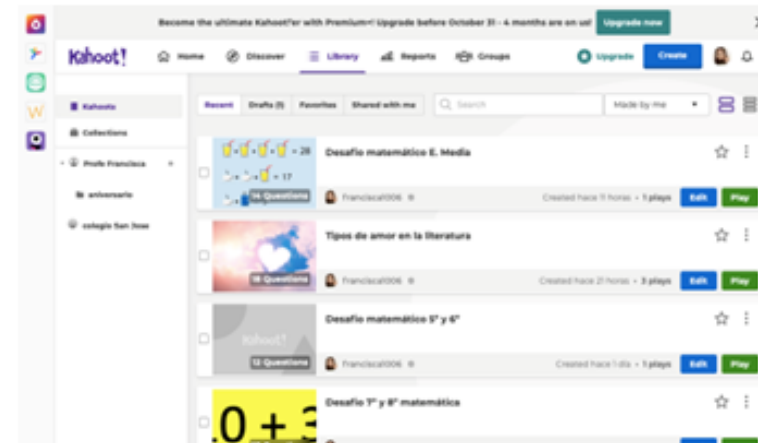 Become the ultimate Kahoot!'er with Premium+! Upgrade before October 31 - 4 months are on us! Upgrade now
Kahoot! Home Discover Library Reports Groups Upgrade Create
Kahoots
Collections
Profe Francisca
aniversario
colegio San Jose
Recent Drafts (1) Favorites Shared with me Search Made by me
= 28
= 17
14 Questions
Desafío matemático E. Media
Francisca1006 Created hace 11 horas • 1 plays Edit Play
18 Questions
Tipos de amor en la literatura
Francisca1006 Created hace 21 horas • 3 plays Edit Play
Kahoot!
12 Questions
Desafío matemático 5° y 6°
Francisca1006 Created hace 1 día • 1 plays Edit Play
0 + 3
Desafío 7° y 8° matemática